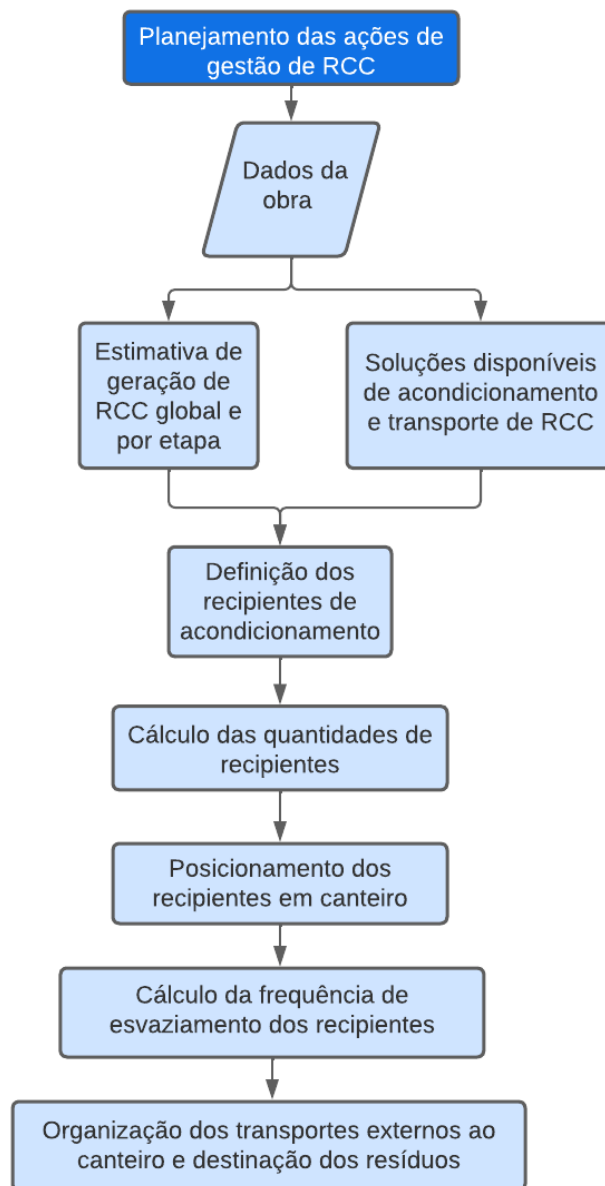 Planejamento das ações de
gestão de RCC
Dados da
obra
Estimativa de
geração de
RCC global e
por etapa
Soluções disponíveis
de acondicionamento
e transporte de RCC
Definição dos
recipientes de
acondicionamento
Cálculo das quantidades de
recipientes
Posicionamento dos
recipientes em canteiro
Cálculo da frequência de
esvaziamento dos recipientes
Organização dos transportes externos ao
canteiro e destinação dos resíduos